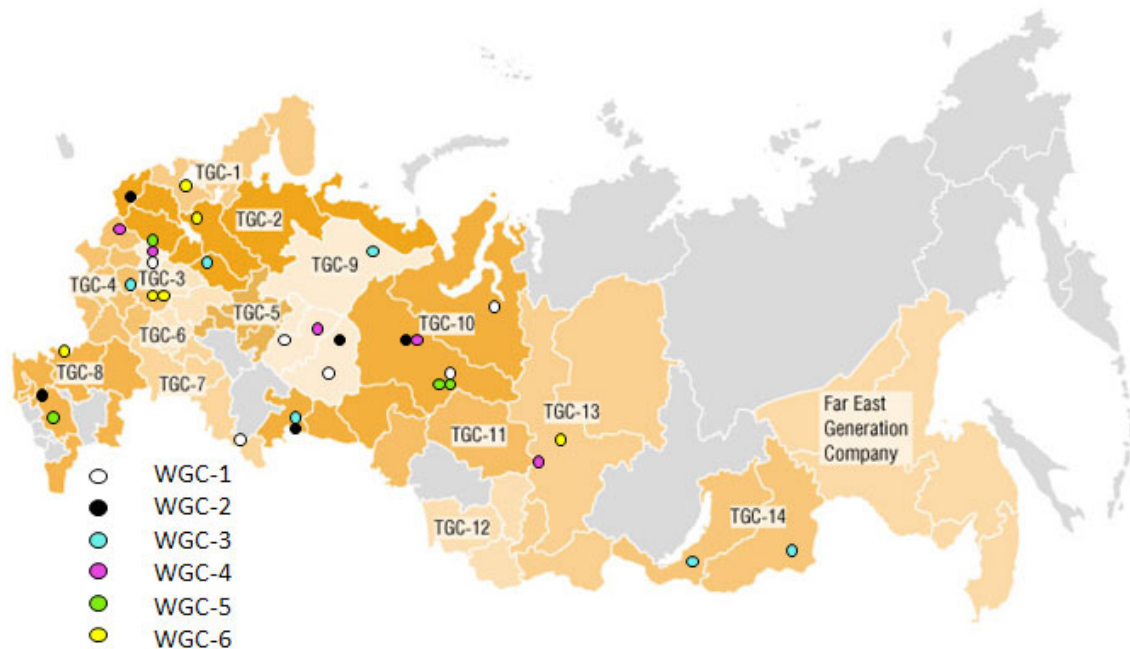 TGC-1
TGC-2
TGC-9
TGC-3
TGC-4
TGC-5
TGC-10
TGC-6
TGC-8
TGC-7
TGC-13
TGC-11
Far East
Generation
Company
TGC-12
TGC-14
WGC-1
WGC-2
WGC-3
WGC-4
WGC-5
WGC-6